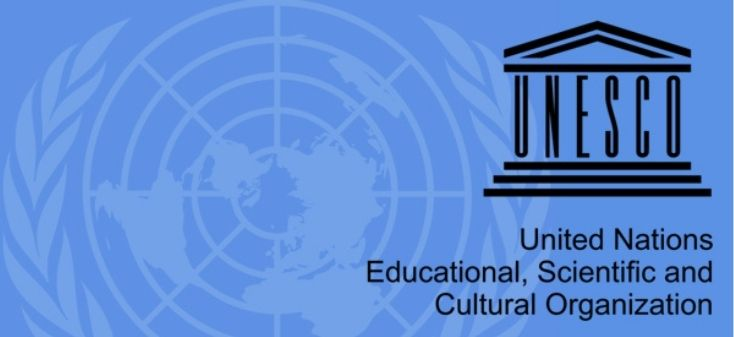 UNESCO
United Nations
Educational, Scientific and
Cultural Organization